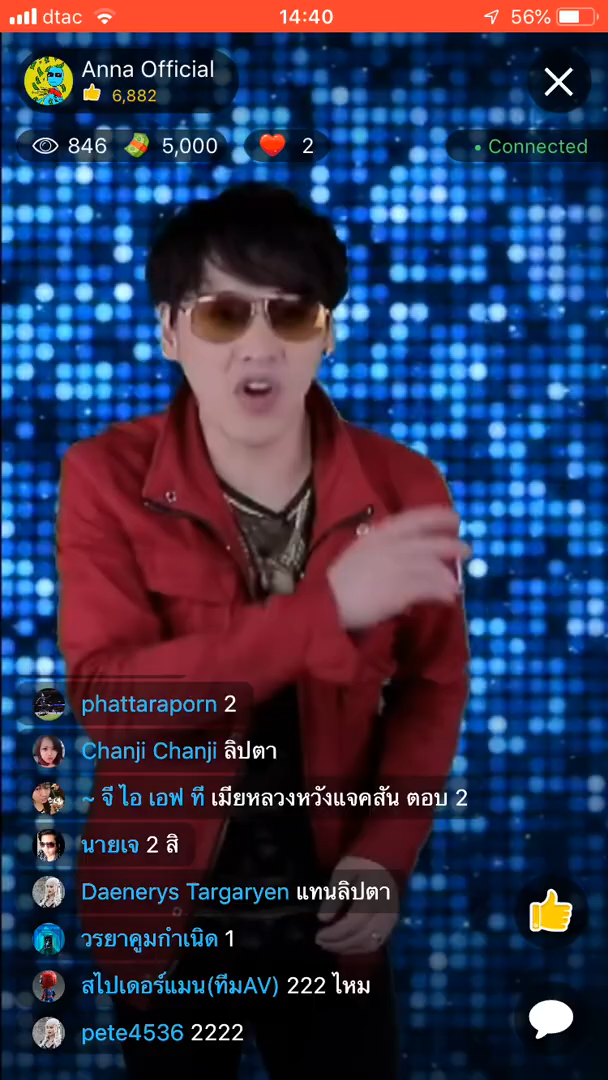 dtac 14:40 56%
Anna Official
6,882
846 5,000 2 • Connected
phattaraporn 2
Chanji Chanji ลิปตา
~ จี ไอ เอฟ ที เมียหลวงหวังแจคสัน ตอบ 2
นายเจ 2 สิ
Daenerys Targaryen แทนลิปตา
วรยาคูมกำเนิด 1
สไปเดอร์แมน(ทีมAV) 222 ไหม
pete4536 2222